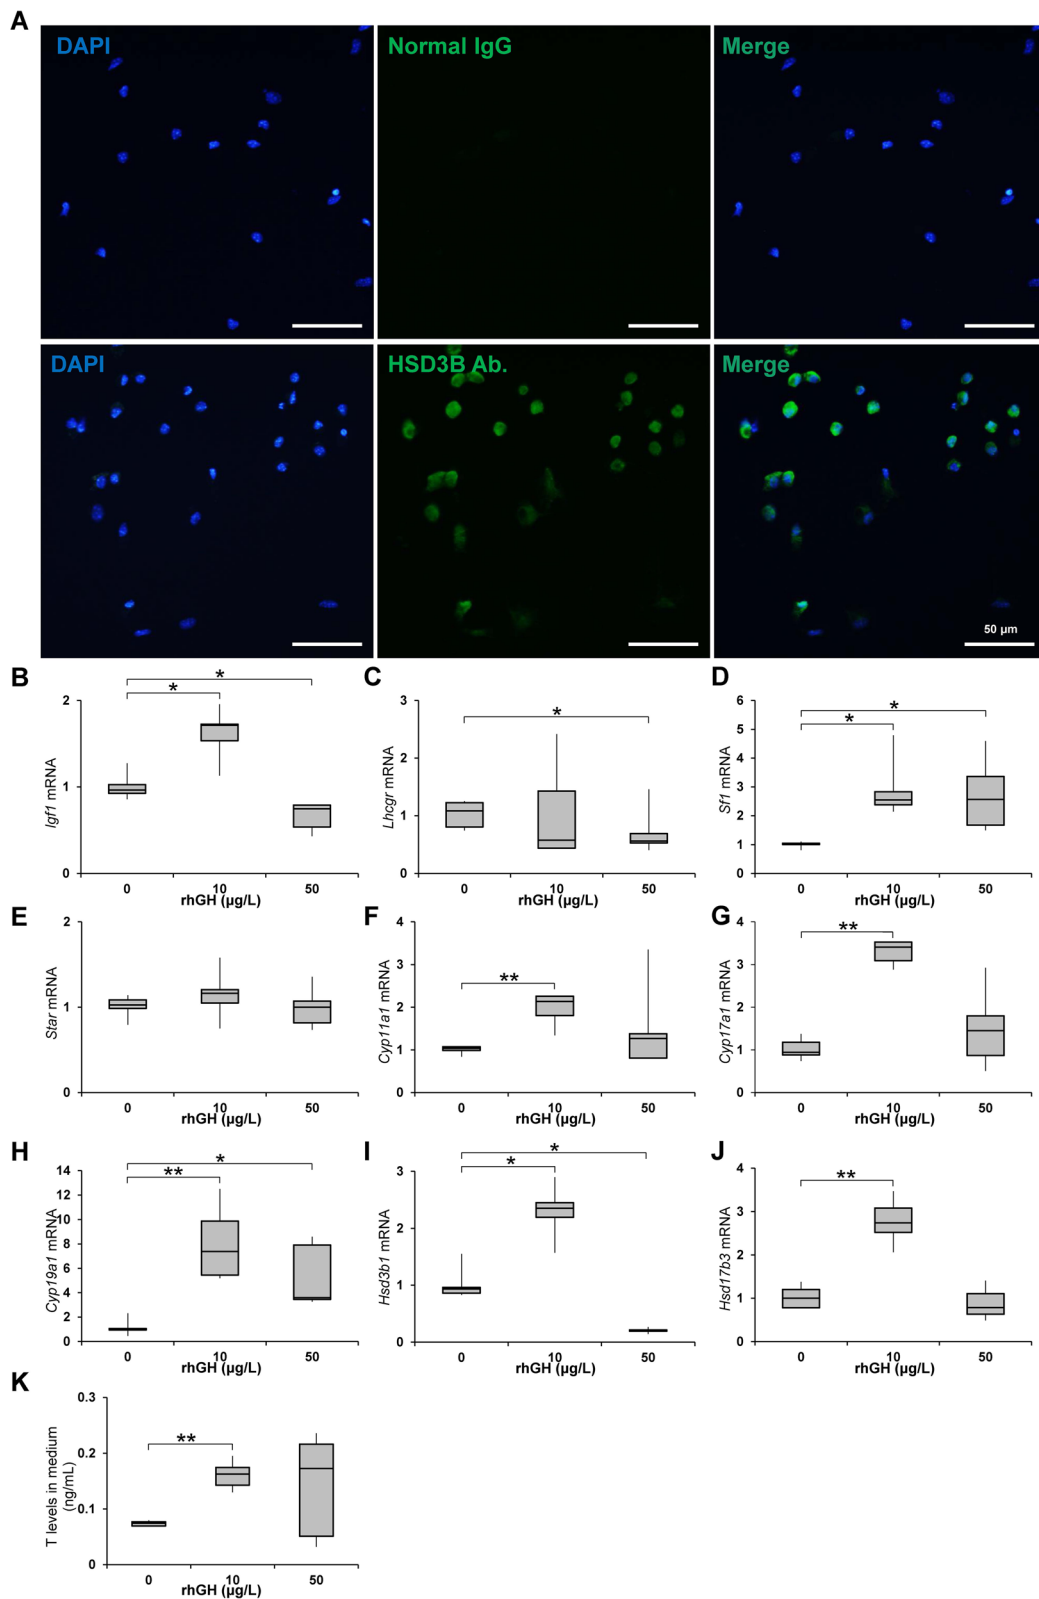 A
DAPI
Normal IgG
Merge
DAPI
HSD3B Ab.
Merge
50 µm
B
Igf1 mRNA
2
1
0
*
*
0
10
50
rhGH (µg/L)
C
Lhcgr mRNA
3
2
1
0
*
0
10
50
rhGH (µg/L)
D
Sf1 mRNA
6
5
4
3
2
1
0
*
*
0
10
50
rhGH (µg/L)
E
Star mRNA
2
1
0
0
10
50
rhGH (µg/L)
F
Cyp11a1 mRNA
4
3
2
1
0
**
0
10
50
rhGH (µg/L)
G
Cyp17a1 mRNA
4
3
2
1
0
**
0
10
50
rhGH (µg/L)
H
Cyp19a1 mRNA
14
12
10
8
6
4
2
0
*
**
0
10
50
rhGH (µg/L)
I
Hsd3b1 mRNA
3
2
1
0
*
*
0
10
50
rhGH (µg/L)
J
Hsd17b3 mRNA
4
3
2
1
0
**
0
10
50
rhGH (µg/L)
K
T levels in medium
(ng/mL)
0.3
0.2
0.1
0
**
0
10
50
rhGH (µg/L)